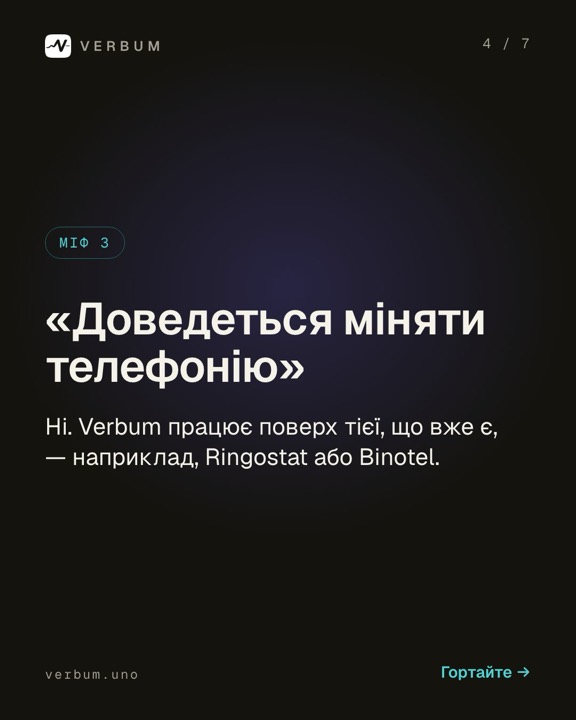 VERBUM
4 / 7
МІФ 3
«Доведеться міняти
телефонію»
Ні. Verbum працює поверх тієї, що вже є,
— наприклад, Ringostat або Binotel.
verbum.uno
Гортайте →